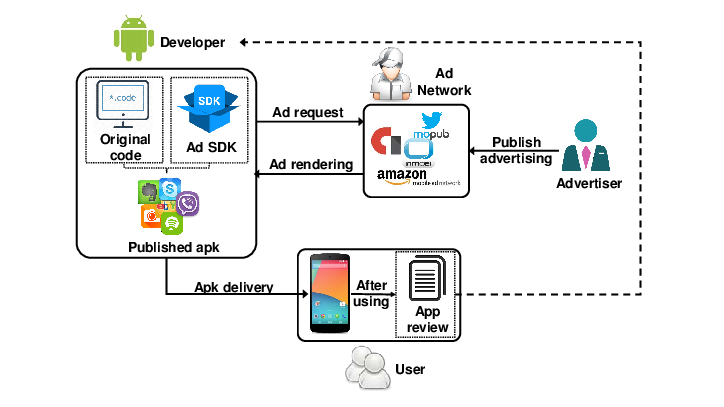 Developer
Ad
Network
*.code
SDK
Original
code
Ad SDK
Ad request
mopub
inmobi
Publish
advertising
Ad rendering
amazon
mobile ad network
Advertiser
Published apk
Apk delivery
After
using
App
review
User